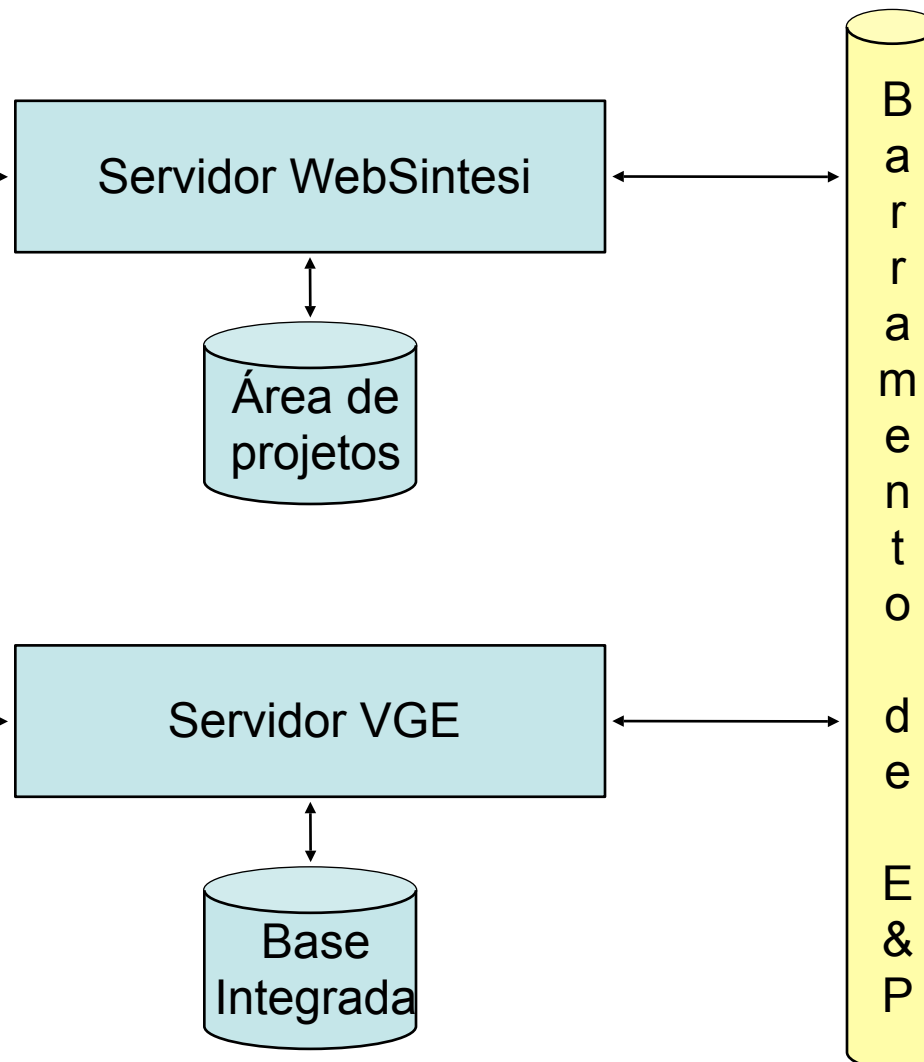 Servidor WebSintesi
Área de
projetos
Servidor VGE
Base
Integrada
B
a
r
r
a
m
e
n
t
o
d
e
E
&
P